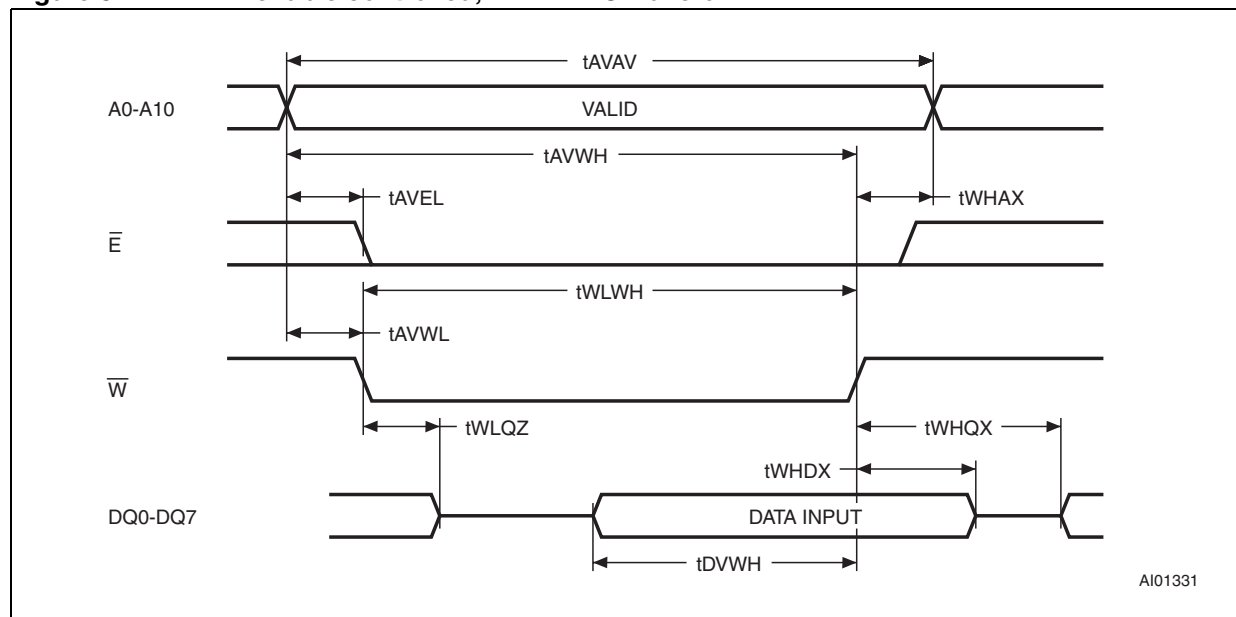 tAVAV
A0-A10
VALID
tAVWH
tAVEL
tWHAX
E̅
tWLWH
tAVWL
W̅
tWLQZ
tWHQX
tWHDX
DQ0-DQ7
DATA INPUT
tDVWH
AI01331